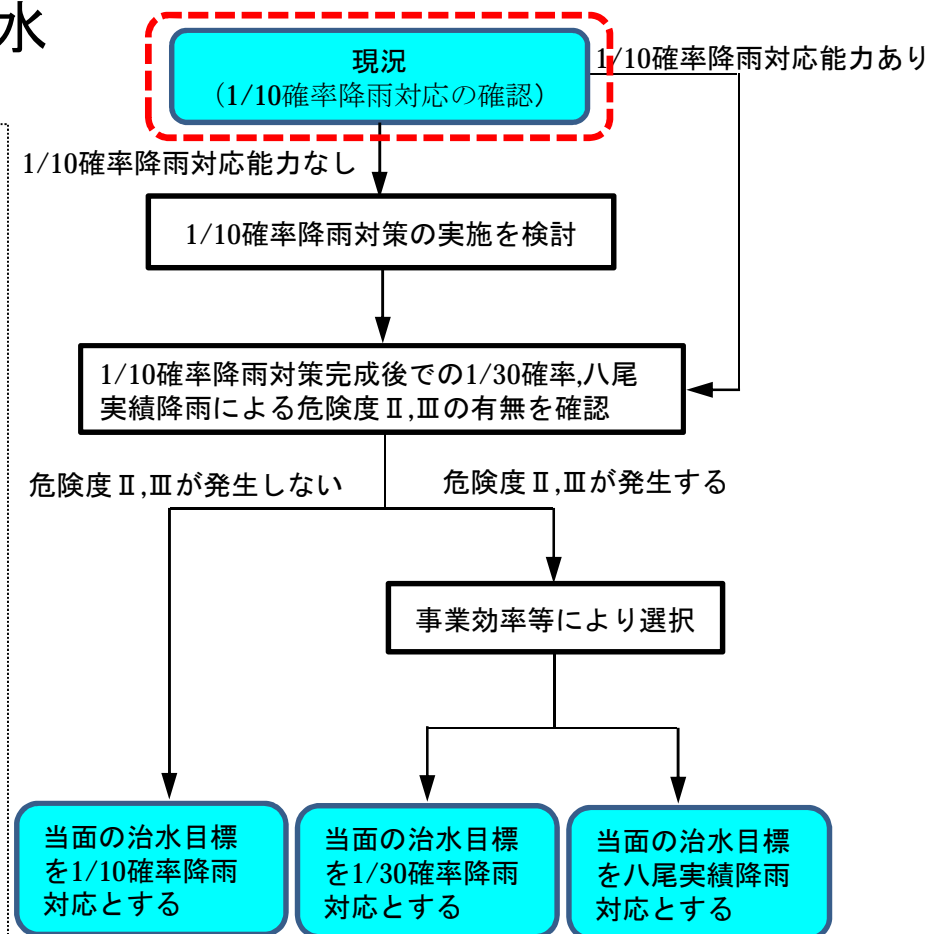 水
現況
（1/10確率降雨対応の確認）
1/10確率降雨対応能力あり
1/10確率降雨対応能力なし
1/10確率降雨対策の実施を検討
1/10確率降雨対策完成後での1/30確率,八尾
実績降雨による危険度Ⅱ,Ⅲの有無を確認
危険度Ⅱ,Ⅲが発生しない
危険度Ⅱ,Ⅲが発生する
事業効率等により選択
当面の治水目標
を1/10確率降雨
対応とする
当面の治水目標
を1/30確率降雨
対応とする
当面の治水目標
を八尾実績降雨
対応とする